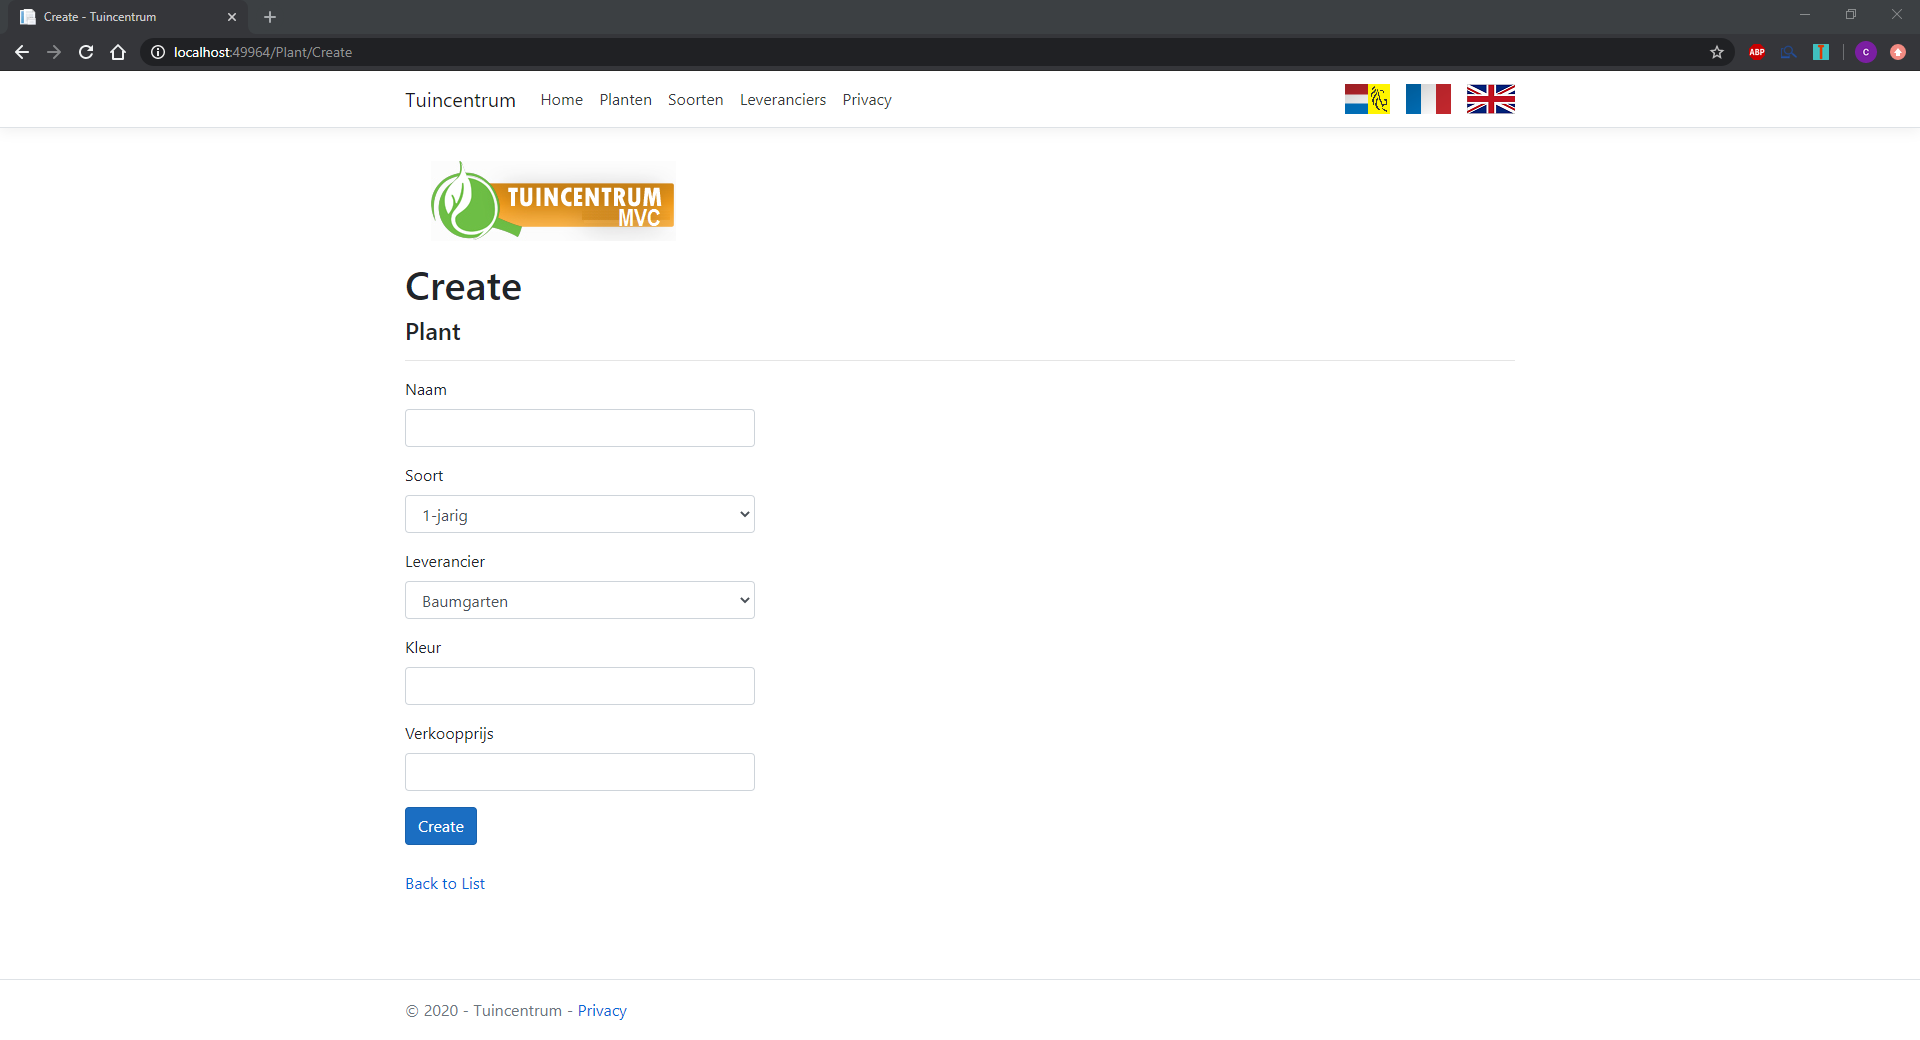 Create - Tuincentrum
localhost:49964/Plant/Create
ABP
C
Tuincentrum Home Planten Soorten Leveranciers Privacy
TUINCENTRUM
MVC
Create
Plant
Naam
Soort
1-jarig
Leverancier
Baumgarten
Kleur
Verkoopprijs
Create
Back to List
© 2020 - Tuincentrum - Privacy